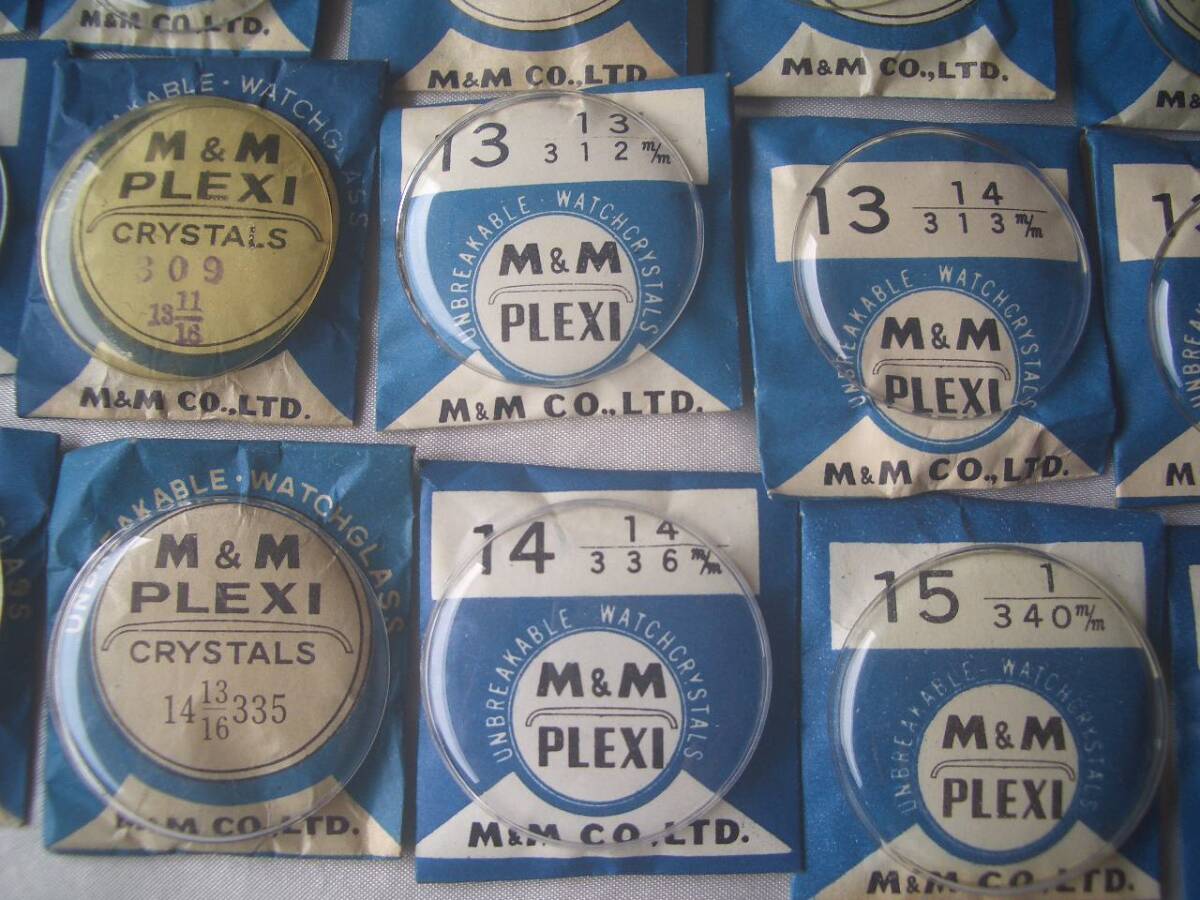 M&M CO.,LTD.
M&M CO.,LTD.
M&M CO.,LTD.
M&
KABLE · WATCHGLASS
M & M
PLEXI
CRYSTALS
309
13 11/16
M&M CO.,LTD.
13 13
312 m/m
UNBREAKABLE · WATCHCRYSTALS
M&M
PLEXI
M&M CO.,LTD.
13 14
313 m/m
UNBREAKABLE · WATCHCRYSTALS
M&M
PLEXI
M&M CO.,LTD.
M
UNBREAKABLE · WATCHGLASS
M & M
PLEXI
CRYSTALS
14 13/16 335
M&M CO.,LTD.
14 14
336 m/m
UNBREAKABLE · WATCHCRYSTALS
M&M
PLEXI
M&M CO.,LTD.
15 1
340 m/m
UNBREAKABLE · WATCHCRYSTALS
M&M
PLEXI
M&M CO.,LTD.